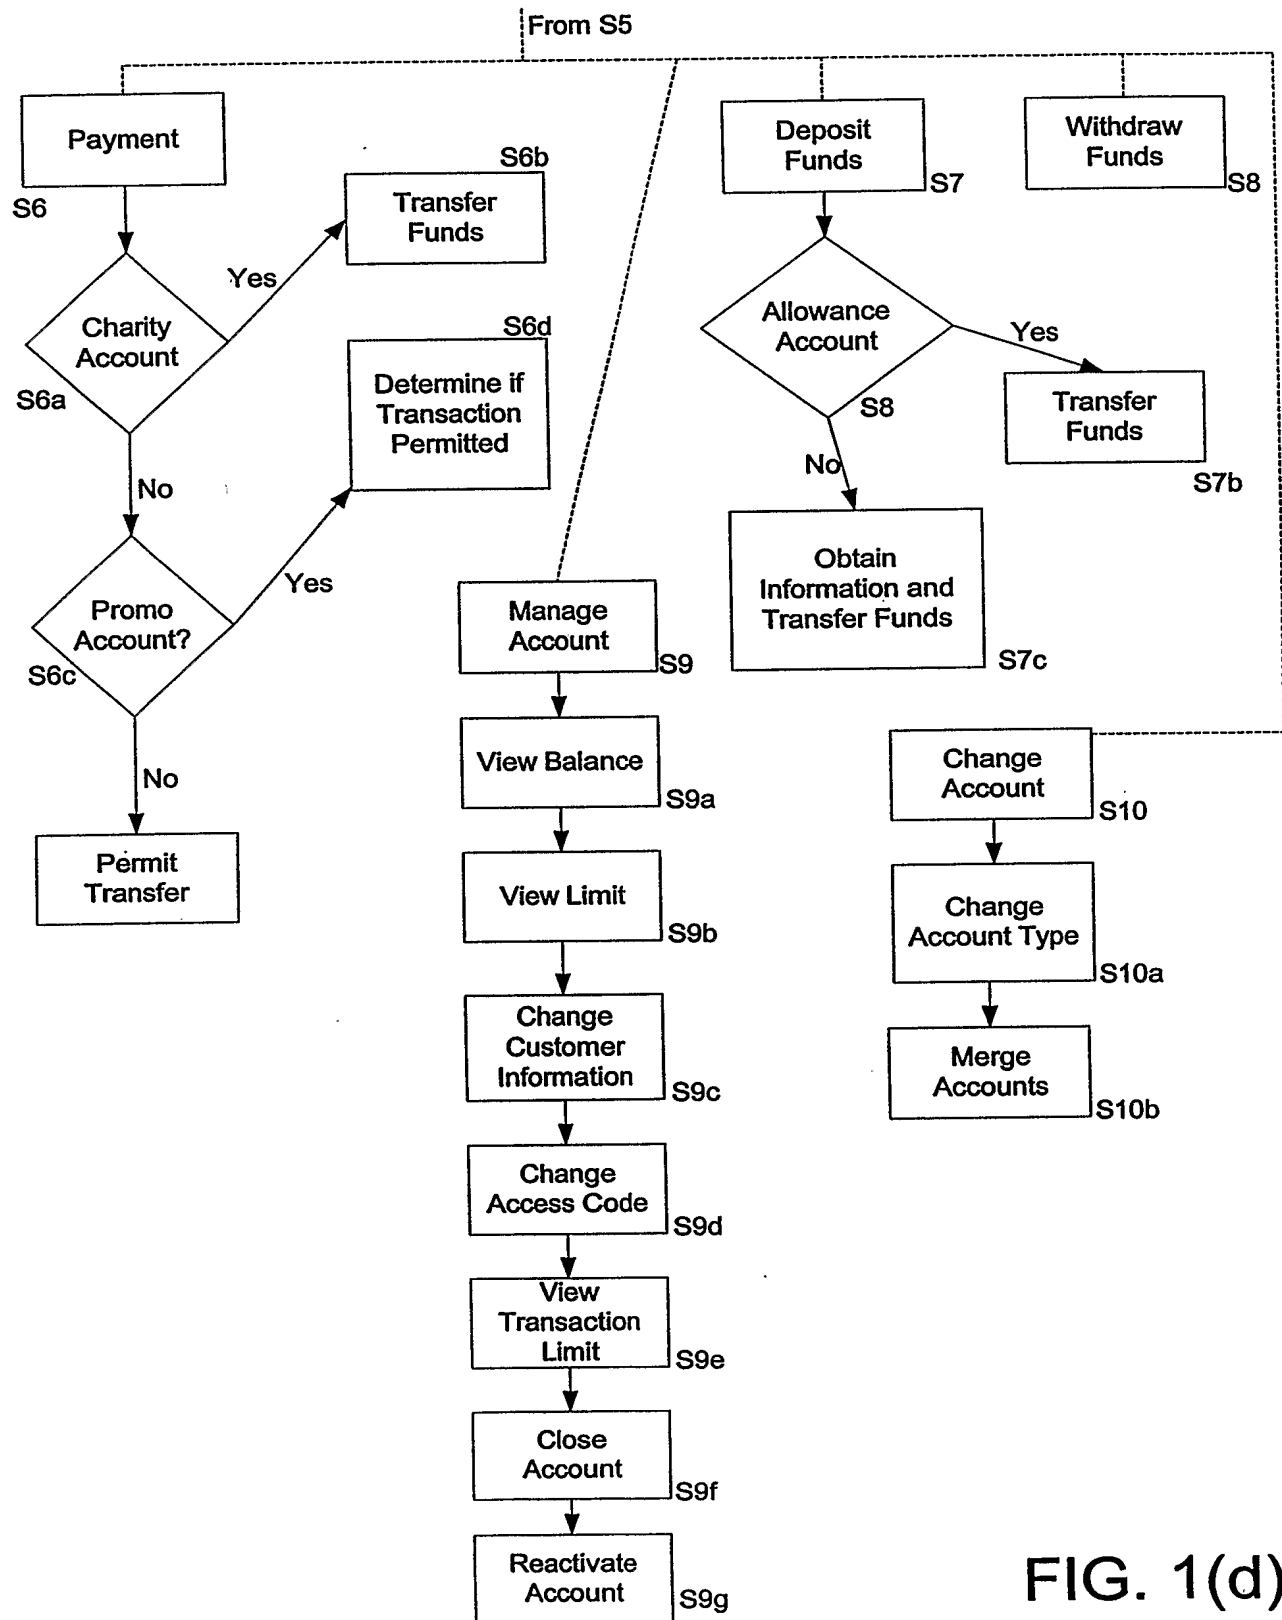 From S5
Payment
S6
Charity
Account
S6a
Yes
S6b
Transfer
Funds
No
Promo
Account?
S6c
Yes
S6d
Determine if
Transaction
Permitted
No
Permit
Transfer
Manage
Account
S9
View Balance
S9a
View Limit
S9b
Change
Customer
Information
S9c
Change
Access Code
S9d
View
Transaction
Limit
S9e
Close
Account
S9f
Reactivate
Account
S9g
Deposit
Funds
S7
Allowance
Account
S8
Yes
Transfer
Funds
S7b
No
Obtain
Information and
Transfer Funds
S7c
Withdraw
Funds
S8
Change
Account
S10
Change
Account Type
S10a
Merge
Accounts
S10b
FIG. 1(d)